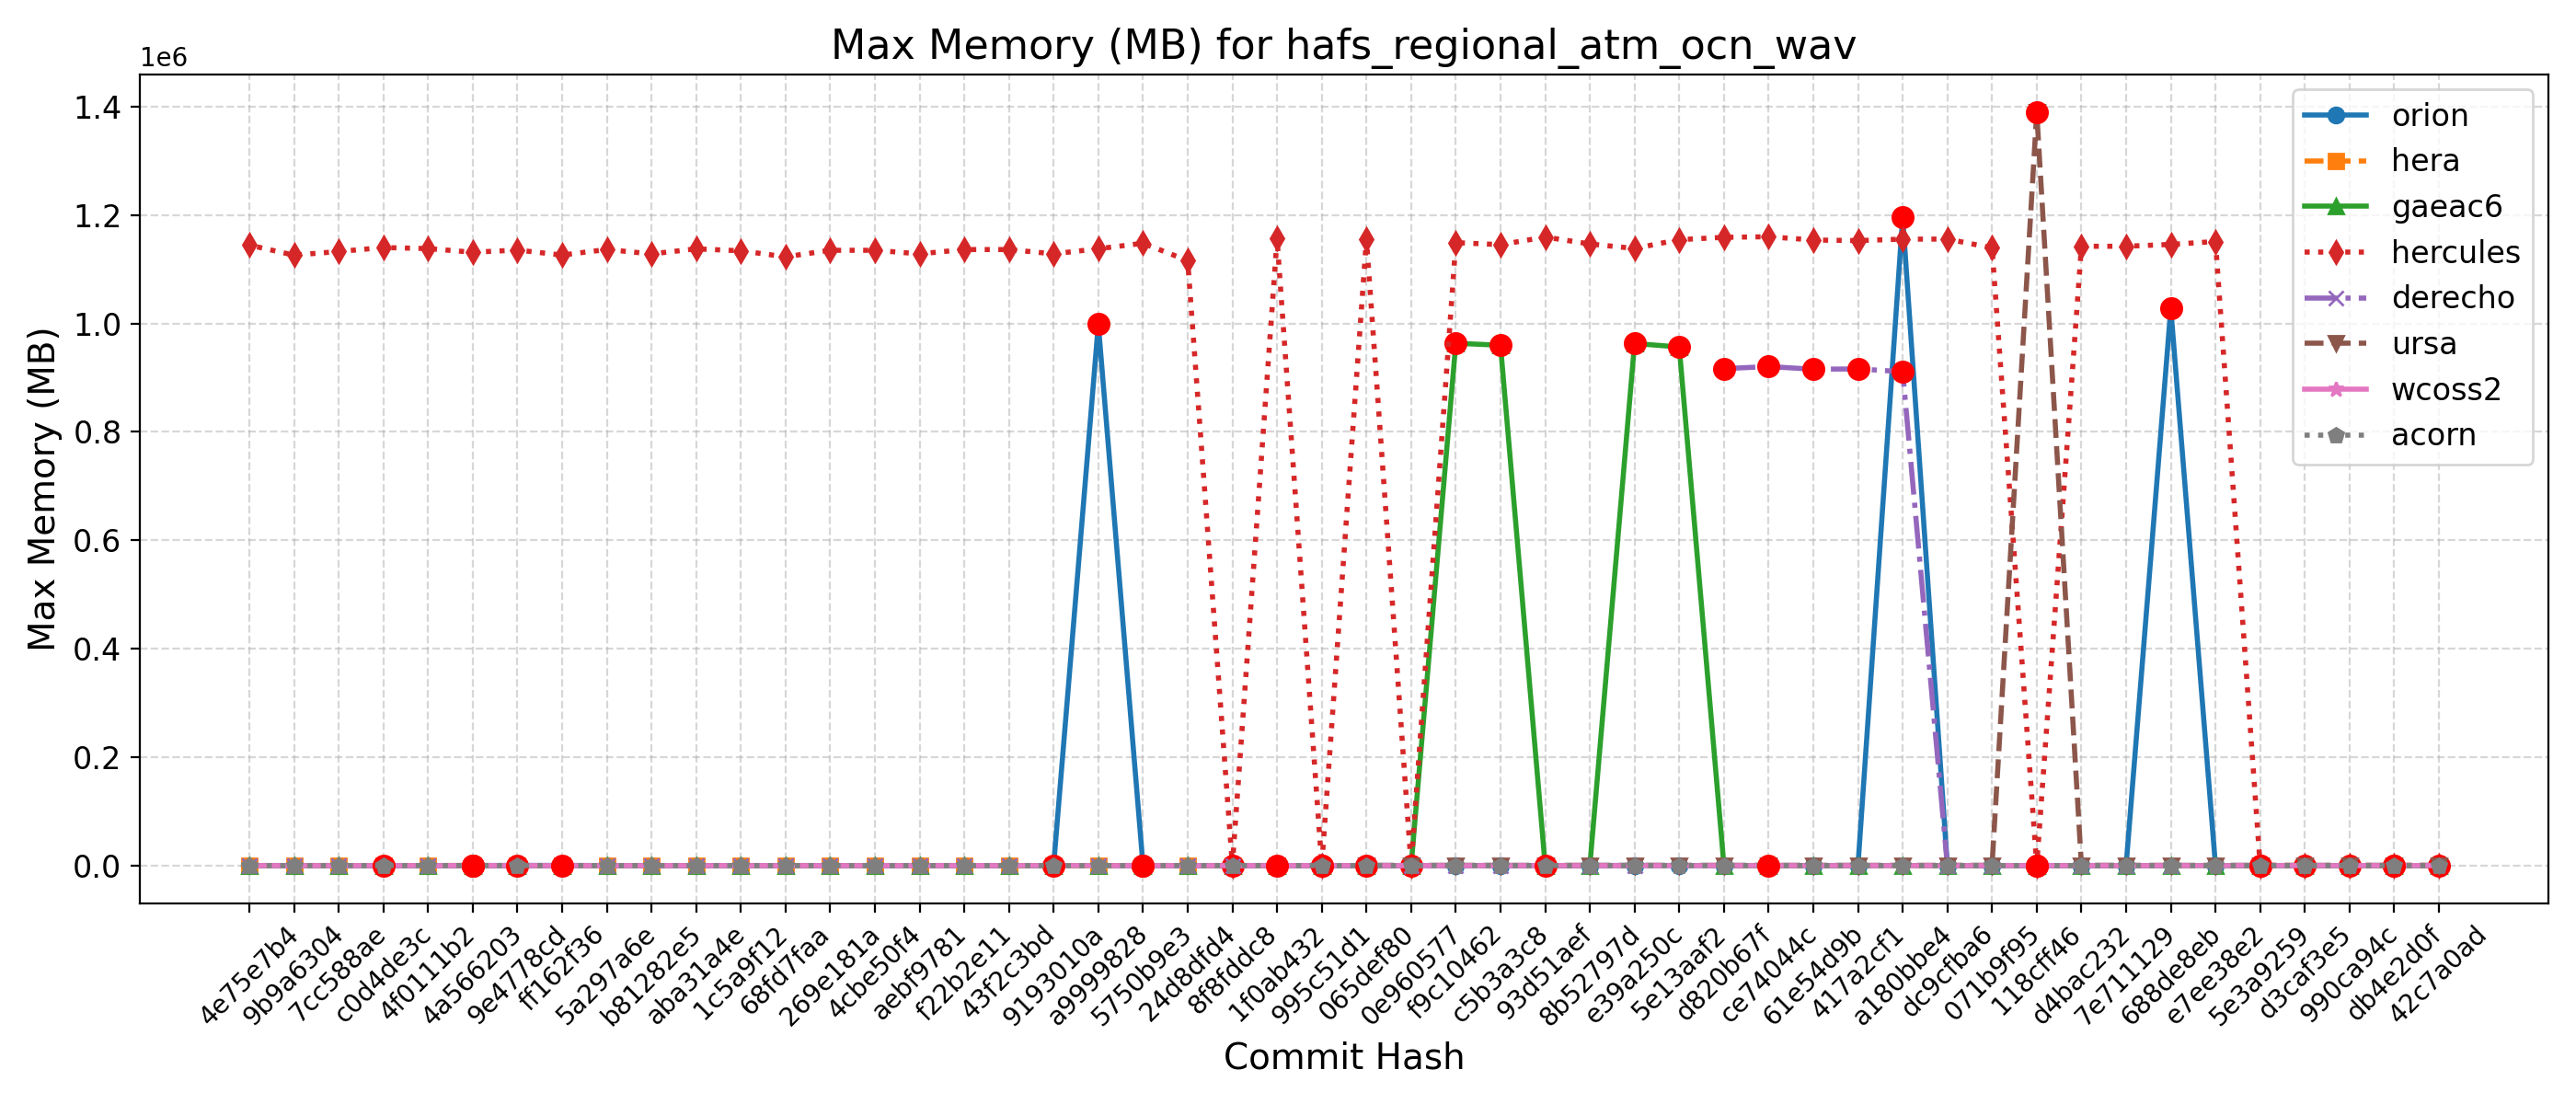 Max Memory (MB) for hafs_regional_atm_ocn_wav
1e6
1.4
1.2
1.0
0.8
0.6
0.4
0.2
0.0
Max Memory (MB)
orion
hera
gaeac6
hercules
derecho
ursa
wcoss2
acorn
4e75e7b4
9b9a6304
7cc588ae
c0d4de3c
4f0111b2
4a566203
9e4778cd
ff162f36
5a297a6e
b81282e5
aba31a4e
1c5a9f12
68fd7faa
269e181a
4cbe50f4
aebf9781
f22b2e11
43f2c3bd
9193010a
a9999828
5750b9e3
24d8dfd4
8f8fddc8
1f0ab432
995c51d1
065def80
0e960577
f9c10462
c5b3a3c8
93d51aef
8b52797d
e39a250c
5e13aaf2
d820b67f
ce74044c
61e54d9b
417a2cf1
a180bbe4
dc9cfba6
071b9f95
118cff46
d4bac232
7e711129
688de8eb
e7ee38e2
5e3a9259
d3caf3e5
990ca94c
db4e2d0f
42c7a0ad
Commit Hash